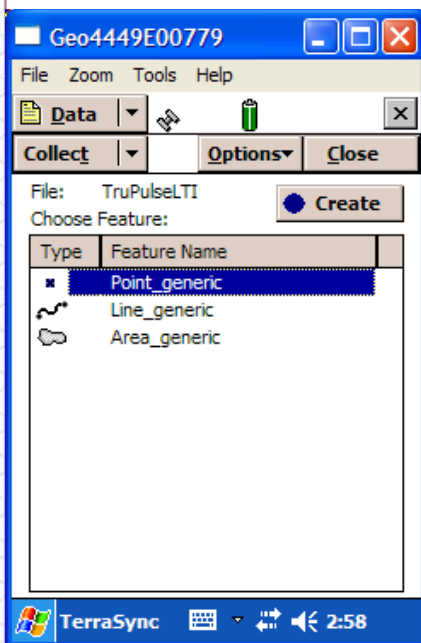 Geo4449E00779
File Zoom Tools Help
Data
Collect Options Close
File: TruPulseLTI
Choose Feature:
Create
Type Feature Name
Point_generic
Line_generic
Area_generic
TerraSync 2:58